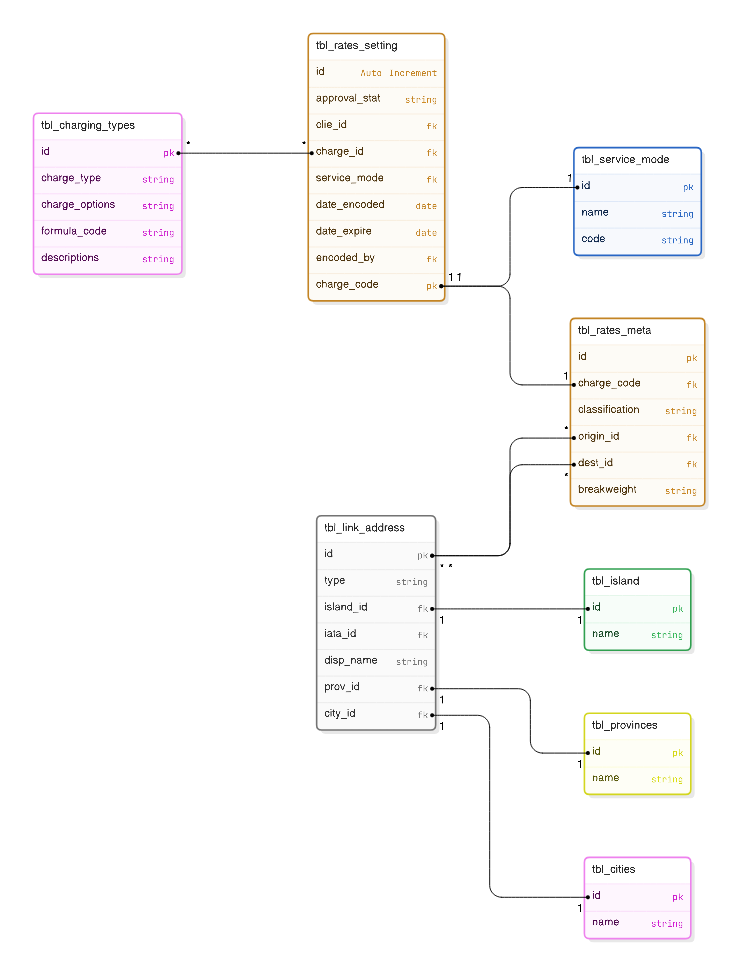 tbl_rates_setting
id Auto Increment
approval_stat string
clie_id fk
charge_id fk
service_mode fk
date_encoded date
date_expire date
encoded_by fk
charge_code pk
tbl_charging_types
id pk
charge_type string
charge_options string
formula_code string
descriptions string
* *
tbl_service_mode
id pk
name string
code string
1
1 1
tbl_rates_meta
id pk
charge_code fk
classification string
origin_id fk
dest_id fk
breakweight string
1
*
*
tbl_link_address
id pk
type string
island_id fk
iata_id fk
disp_name string
prov_id fk
city_id fk
* *
1
1
1
tbl_island
id pk
name string
1
tbl_provinces
id pk
name string
1
tbl_cities
id pk
name string
1